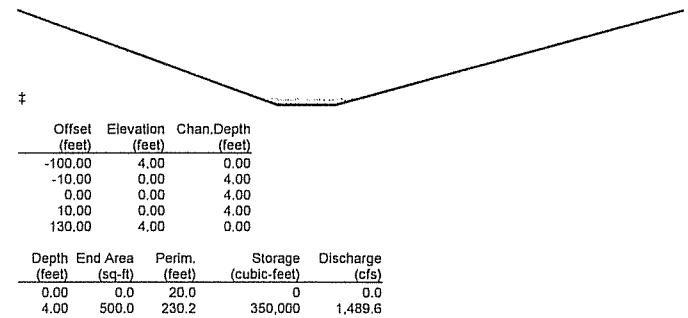 ‡
Offset Elevation Chan.Depth
(feet) (feet) (feet)
-100.00 4.00 0.00
-10.00 0.00 4.00
0.00 0.00 4.00
10.00 0.00 4.00
130.00 4.00 0.00
Depth End Area Perim. Storage Discharge
(feet) (sq-ft) (feet) (cubic-feet) (cfs)
0.00 0.0 20.0 0 0.0
4.00 500.0 230.2 350,000 1,489.6